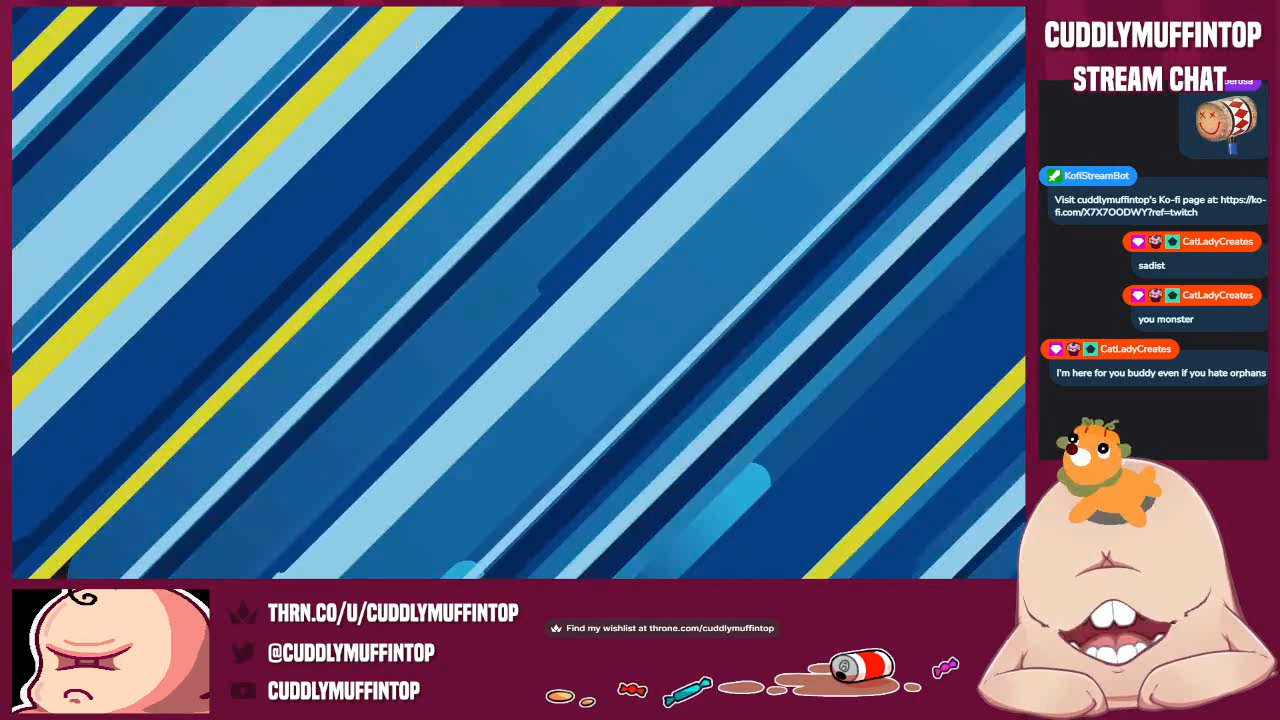 CUDDLYMUFFINTOP
STREAM CHAT
KofiStreamBot
Visit cuddlymuffintop's Ko-fi page at: https://ko-
fi.com/X7X7OODWY?ref=twitch
CatLadyCreates
sadist
CatLadyCreates
you monster
CatLadyCreates
I'm here for you buddy even if you hate orphans
THRN.CO/U/CUDDLYMUFFINTOP
@CUDDLYMUFFINTOP
CUDDLYMUFFINTOP
Find my wishlist at throne.com/cuddlymuffintop